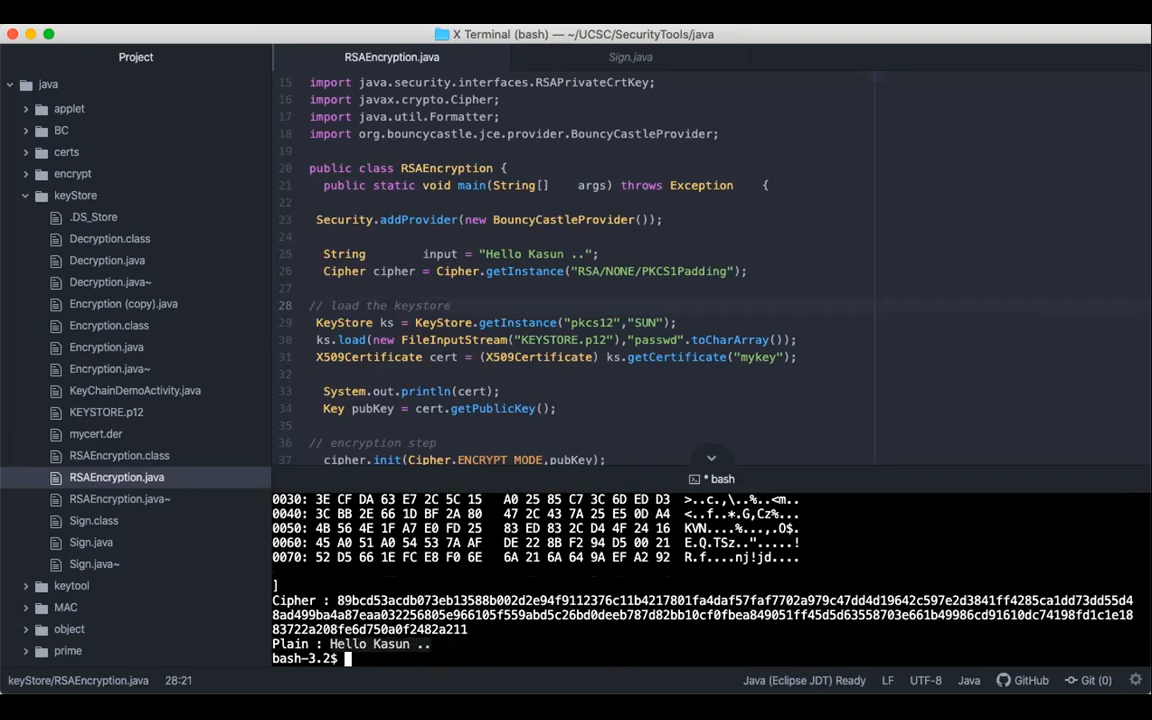 X Terminal (bash) — ~/UCSC/SecurityTools/java
Project
RSAEncryption.java
Sign.java
java
applet
BC
certs
encrypt
keyStore
.DS_Store
Decryption.class
Decryption.java
Decryption.java~
Encryption (copy).java
Encryption.class
Encryption.java
Encryption.java~
KeyChainDemoActivity.java
KEYSTORE.p12
mycert.der
RSAEncryption.class
RSAEncryption.java
RSAEncryption.java~
Sign.class
Sign.java
Sign.java~
keytool
MAC
object
prime
15 import java.security.interfaces.RSAPrivateCrtKey;
16 import javax.crypto.Cipher;
17 import java.util.Formatter;
18 import org.bouncycastle.jce.provider.BouncyCastleProvider;
19
20 public class RSAEncryption {
21 public static void main(String[] args) throws Exception {
22
23 Security.addProvider(new BouncyCastleProvider());
24
25 String input = "Hello Kasun ..";
26 Cipher cipher = Cipher.getInstance("RSA/NONE/PKCS1Padding");
27
28 // load the keystore
29 KeyStore ks = KeyStore.getInstance("pkcs12","SUN");
30 ks.load(new FileInputStream("KEYSTORE.p12"),"passwd".toCharArray());
31 X509Certificate cert = (X509Certificate) ks.getCertificate("mykey");
32
33 System.out.println(cert);
34 Key pubKey = cert.getPublicKey();
35
36 // encryption step
37 cipher.init(Cipher.ENCRYPT_MODE,pubKey);
* bash
0030: 3E CF DA 63 E7 2C 5C 15 A0 25 85 C7 3C 6D ED D3 >..c.,\..%..<m..
0040: 3C BB 2E 66 1D BF 2A 80 47 2C 43 7A 25 E5 0D A4 <..f..*.G,Cz%...
0050: 4B 56 4E 1F A7 E0 FD 25 83 ED 83 2C D4 4F 24 16 KVN....%...,.O$.
0060: 45 A0 51 A0 54 53 7A AF DE 22 8B F2 94 D5 00 21 E.Q.TSz..".....!
0070: 52 D5 66 1E FC E8 F0 6E 6A 21 6A 64 9A EF A2 92 R.f....nj!jd....
]
Cipher : 89bcd53acdb073eb13588b002d2e94f9112376c11b4217801fa4daf57faf7702a979c47dd4d19642c597e2d3841ff4285ca1dd73dd55d4
8ad499ba4a87eaa032256805e966105f559abd5c26bd0deeb787d82bb10cf0fbea849051ff45d5d63558703e661b49986cd91610dc74198fd1c1e18
83722a208fe6d750a0f2482a211
Plain : Hello Kasun ..
bash-3.2$
keyStore/RSAEncryption.java 28:21 Java (Eclipse JDT) Ready LF UTF-8 Java GitHub Git (0)